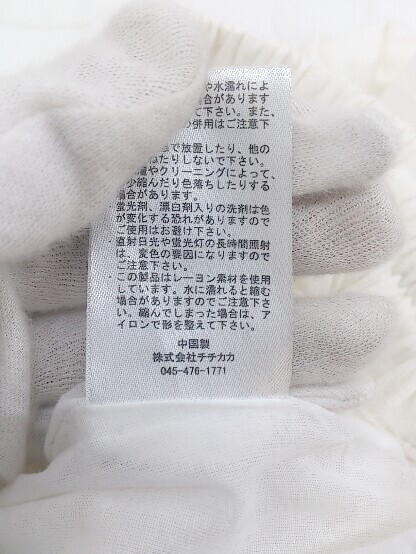 や水濡れによ
場合があります
て下さい。また、
の併用はご注意下
で放置したり、他の
ったりしないで下さい。
やクリーニングによって、
少縮んだり色落ちしたりする
場合があります。
蛍光剤、漂白剤入りの洗剤は色
が変化する恐れがありますので
ご使用はお避け下さい。
直射日光や蛍光灯の長時間照射
は、変色の要因になりますので
ご注意下さい。
この製品はレーヨン素材を使用
しています。水に濡れると縮む
場合がありますのでご注意下さ
い。縮んでしまった場合は、ア
イロンで形を整えて下さい。
中国製
株式会社チチカカ
045-476-1771